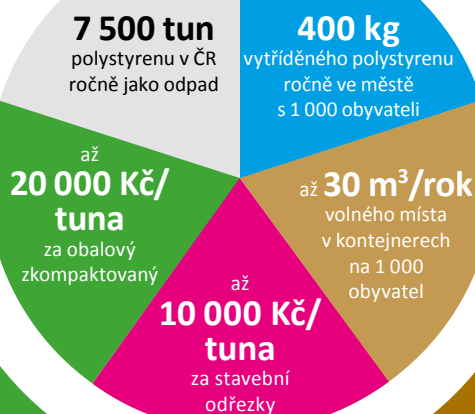 7 500 tun
polystyrenu v ČR
ročně jako odpad
400 kg
vytříděného polystyrenu
ročně ve městě
s 1 000 obyvateli
až 30 m³/rok
volného místa
v kontejnerech
na 1 000
obyvatel
až
10 000 Kč/
tuna
za stavební
odřezky
až
20 000 Kč/
tuna
za obalový
zkompaktovaný